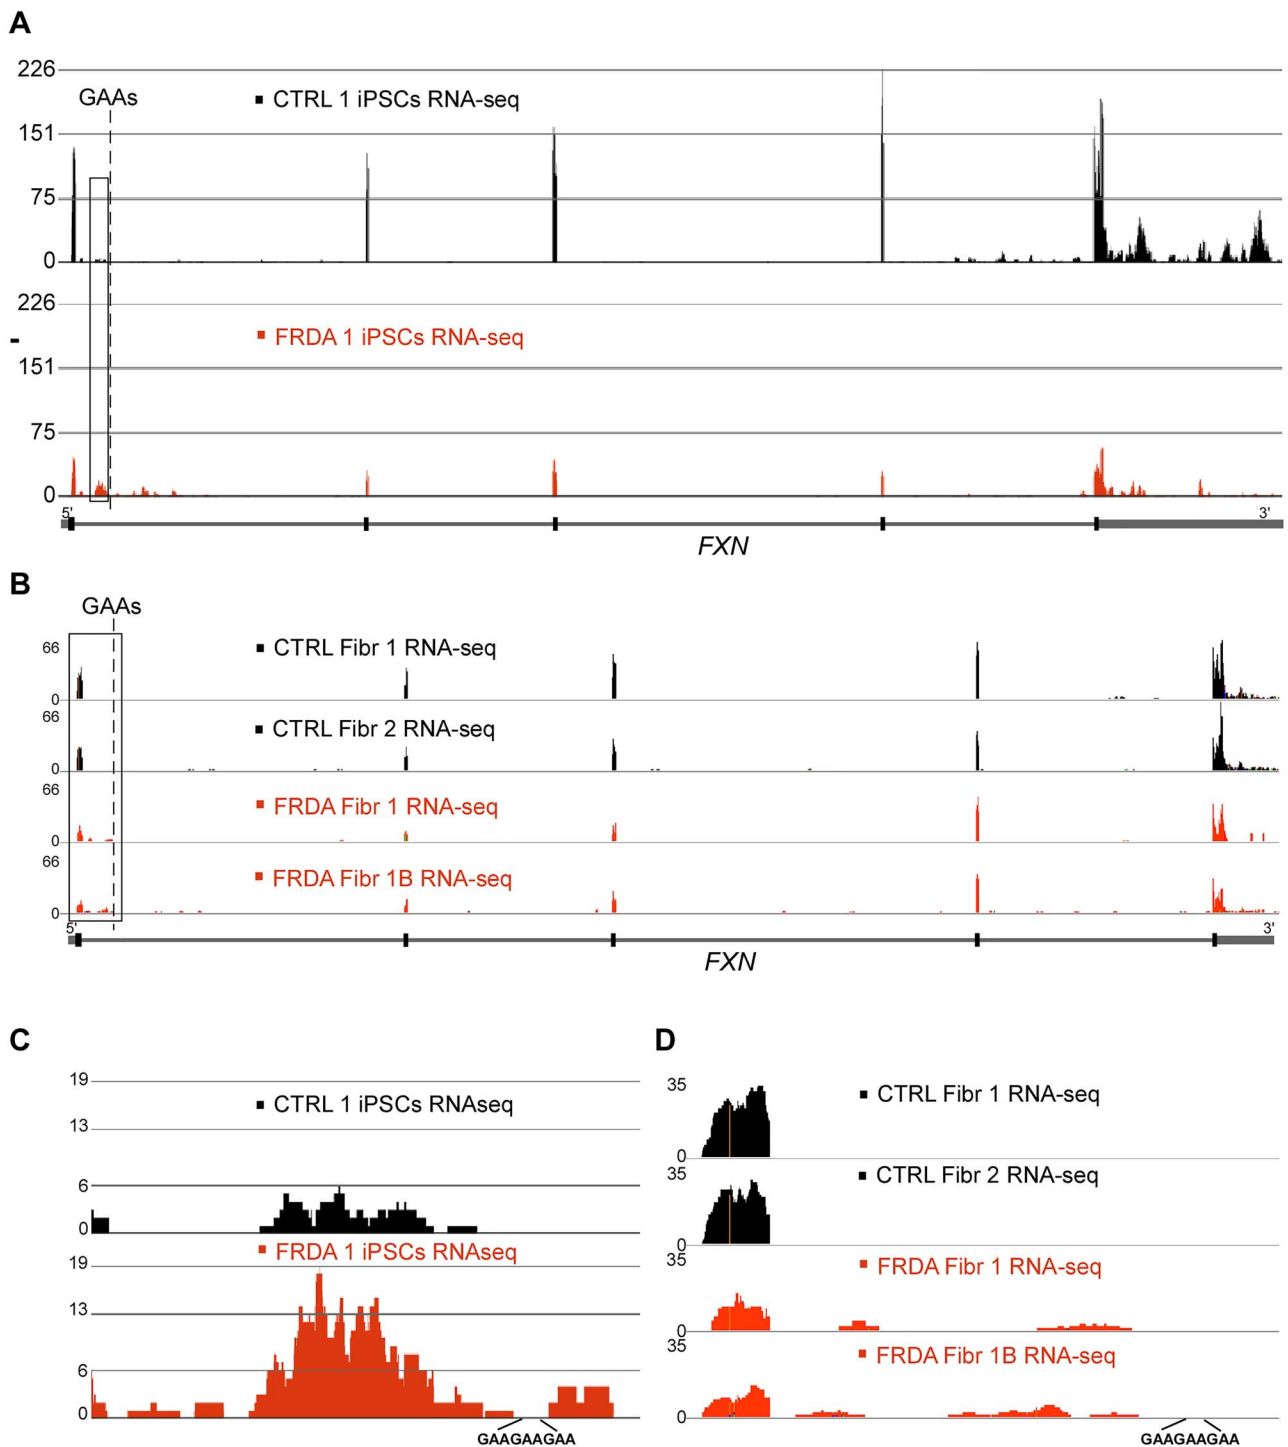 A
226
GAAs
CTRL 1 iPSCs RNA-seq
151
75
0
226
FRDA 1 iPSCs RNA-seq
151
75
0
5' 3'
FXN
B
GAAs
66
CTRL Fibr 1 RNA-seq
0
66
CTRL Fibr 2 RNA-seq
0
66
FRDA Fibr 1 RNA-seq
0
66
FRDA Fibr 1B RNA-seq
0
5' 3'
FXN
C
19
CTRL 1 iPSCs RNAseq
13
6
0
FRDA 1 iPSCs RNAseq
19
13
6
0
GAAGAAGAA
D
35
CTRL Fibr 1 RNA-seq
0
35
CTRL Fibr 2 RNA-seq
0
35
FRDA Fibr 1 RNA-seq
0
35
FRDA Fibr 1B RNA-seq
0
GAAGAAGAA